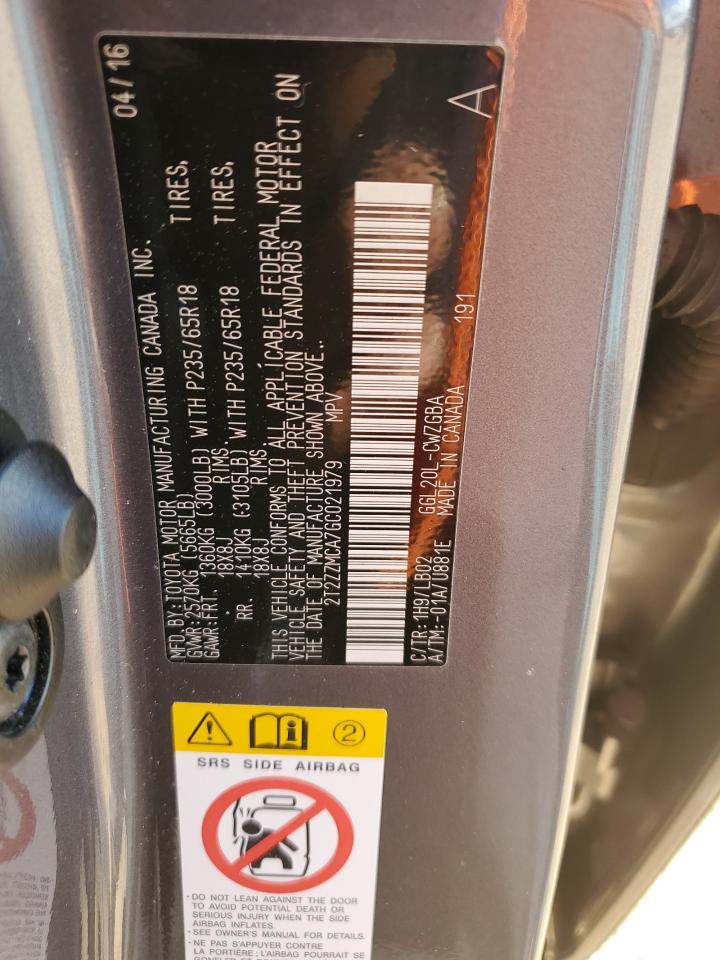 MFD. BY: TOYOTA MOTOR MANUFACTURING CANADA INC. 04/16
GVWR: 2570KG (5665LB)
GAWR: FRT. 1360KG (3000LB) WITH P235/65R18 TIRES,
18X8J RIMS
RR. 1410KG (3105LB) WITH P235/65R18 TIRES,
18X8J RIMS
THIS VEHICLE CONFORMS TO ALL APPLICABLE FEDERAL MOTOR
VEHICLE SAFETY AND THEFT PREVENTION STANDARDS IN EFFECT ON
THE DATE OF MANUFACTURE SHOWN ABOVE..
2T2ZZMCA7GC021979 MPV
C/TR: 1H9/LB02 GGL20L-CWZGBA
A/TM: -01A/U881E MADE IN CANADA 191 A
2
SRS SIDE AIRBAG
· DO NOT LEAN AGAINST THE DOOR
TO AVOID POTENTIAL DEATH OR
SERIOUS INJURY WHEN THE SIDE
AIRBAG INFLATES.
· SEE OWNER'S MANUAL FOR DETAILS.
· NE PAS S'APPUYER CONTRE
LA PORTIÈRE; L'AIRBAG POURRAIT SE